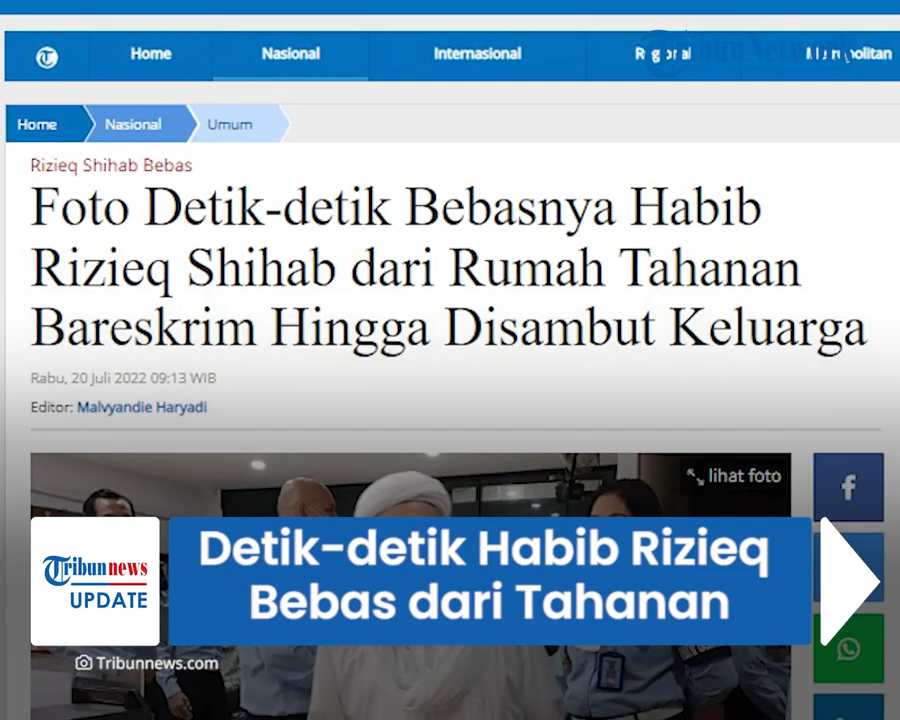 Home Nasional Internasional Regional
Home Nasional Umum
Rizieq Shihab Bebas
Foto Detik-detik Bebasnya Habib
Rizieq Shihab dari Rumah Tahanan
Bareskrim Hingga Disambut Keluarga
Rabu, 20 Juli 2022 09:13 WIB
Editor: Malvyandie Haryadi
lihat foto
Tribunnews
UPDATE
Detik-detik Habib Rizieq
Bebas dari Tahanan
Tribunnews.com